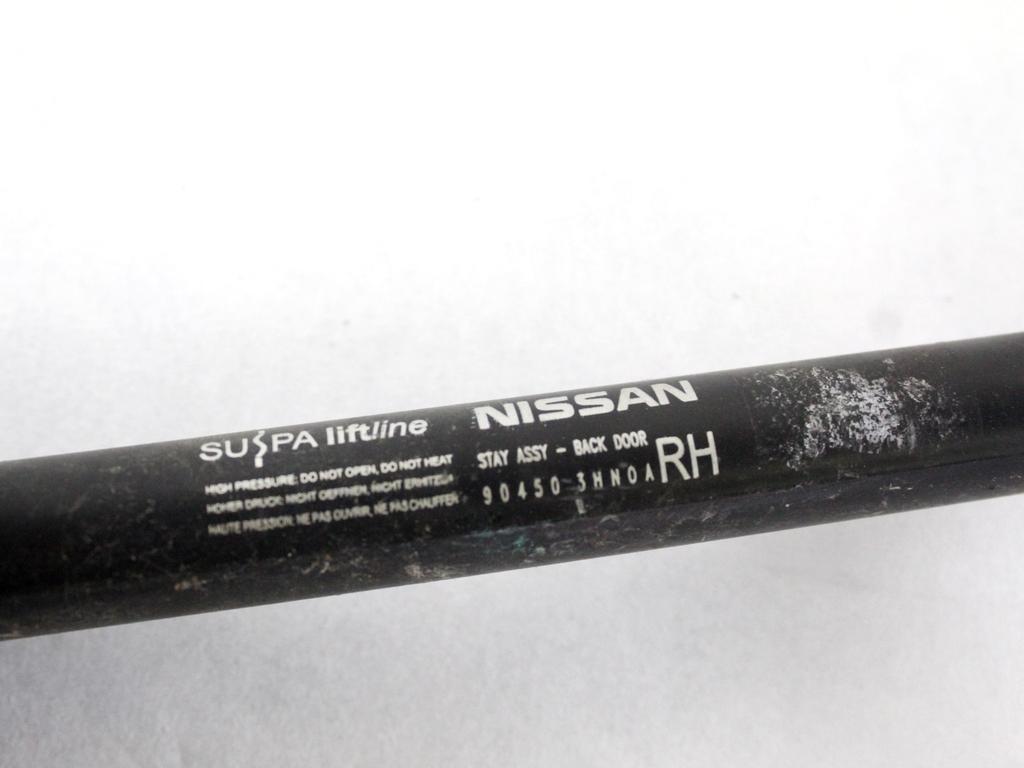 SUSPA liftline
HIGH PRESSURE: DO NOT OPEN, DO NOT HEAT
HOHER DRUCK: NICHT OEFFNEN, NICHT ERHITZEN
HAUTE PRESSION: NE PAS OUVRIR, NE PAS CHAUFFER
NISSAN
STAY ASSY - BACK DOOR
90450 3HN0A RH